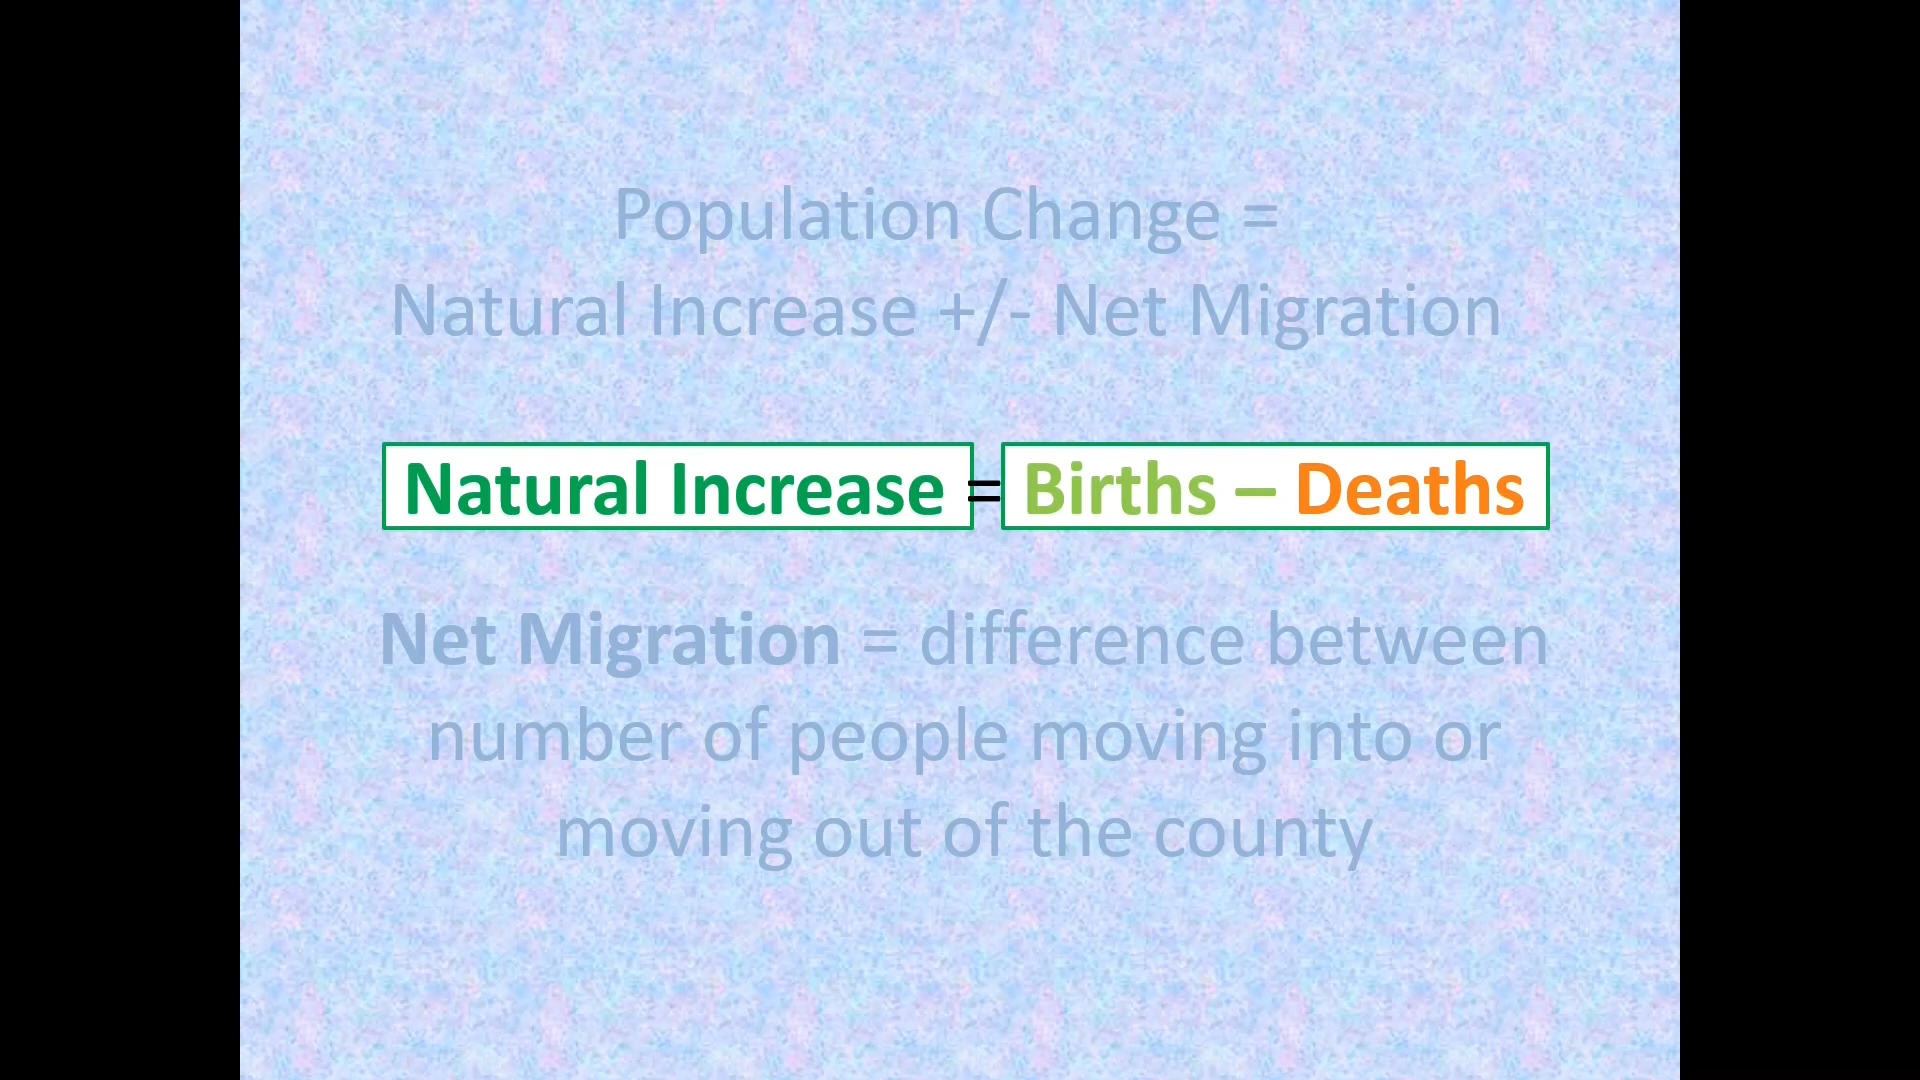 Population Change =
Natural Increase +/- Net Migration
Natural Increase = Births – Deaths
Net Migration = difference between
number of people moving into or
moving out of the county